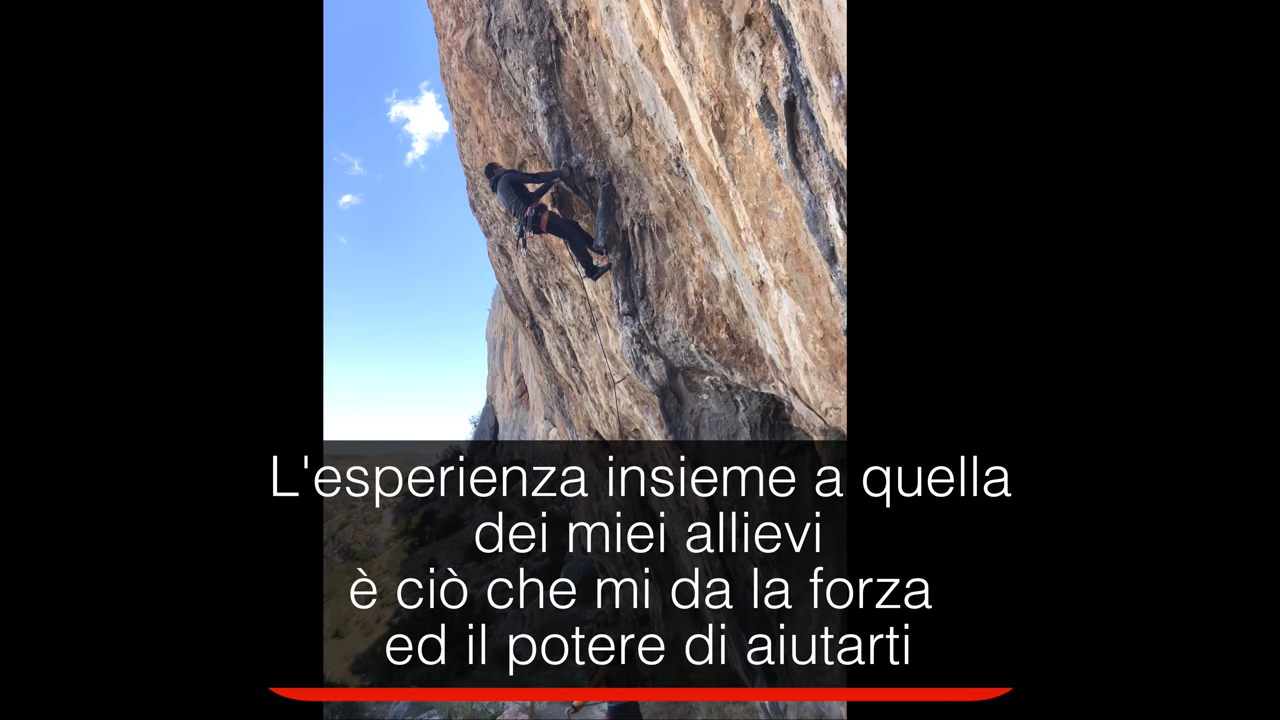 L'esperienza insieme a quella
dei miei allievi
è ciò che mi da la forza
ed il potere di aiutarti